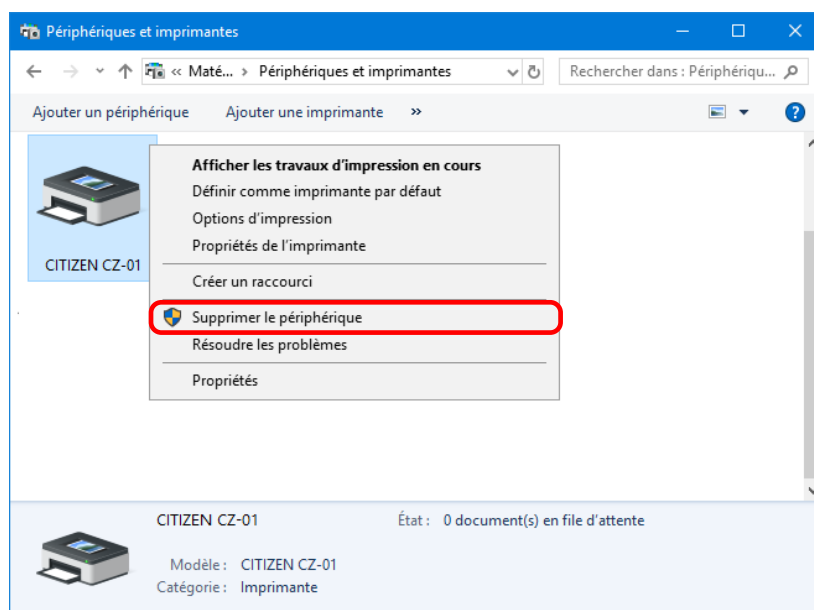 Périphériques et imprimantes
« Maté... > Périphériques et imprimantes
Rechercher dans : Périphériqu...
Ajouter un périphérique Ajouter une imprimante »
Afficher les travaux d'impression en cours
Définir comme imprimante par défaut
Options d'impression
Propriétés de l'imprimante
Créer un raccourci
Supprimer le périphérique
Résoudre les problèmes
Propriétés
CITIZEN CZ-01
CITIZEN CZ-01 État : 0 document(s) en file d'attente
Modèle : CITIZEN CZ-01
Catégorie : Imprimante